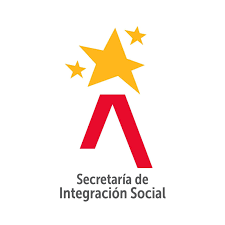 Secretaría de
Integración Social